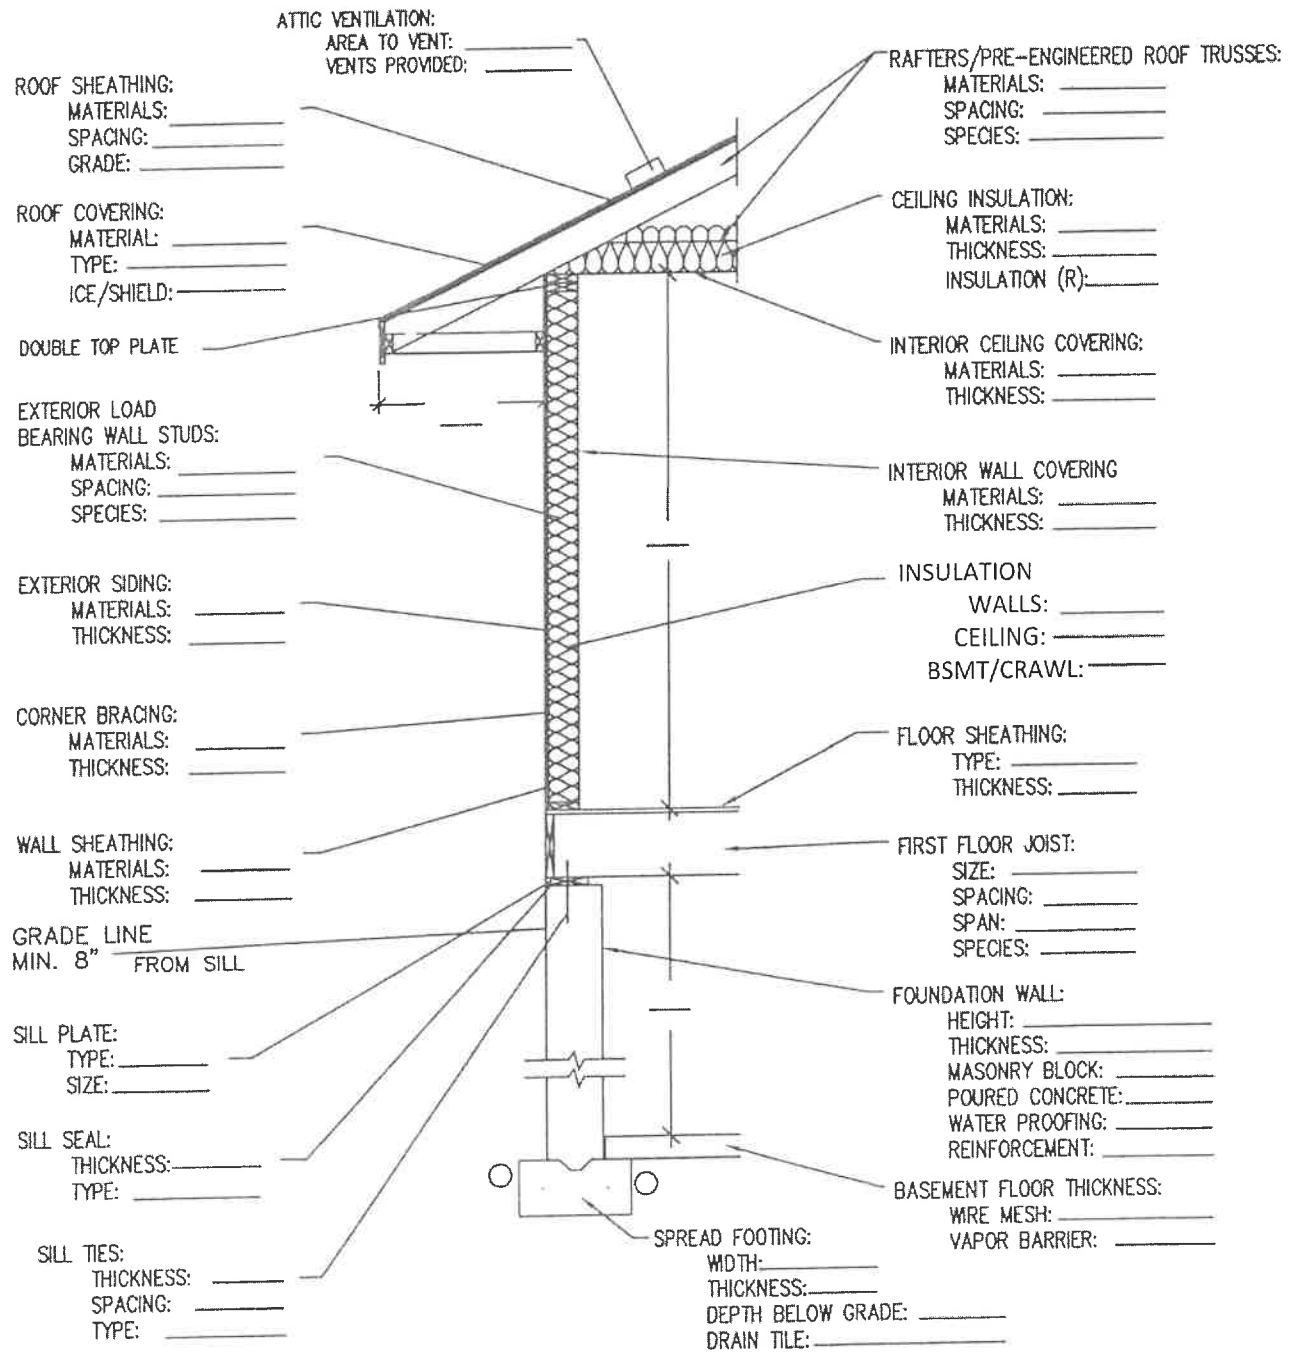 ATTIC VENTILATION:
AREA TO VENT:
VENTS PROVIDED:
ROOF SHEATHING:
MATERIALS:
SPACING:
GRADE:
ROOF COVERING:
MATERIAL:
TYPE:
ICE/SHIELD:
DOUBLE TOP PLATE
EXTERIOR LOAD
BEARING WALL STUDS:
MATERIALS:
SPACING:
SPECIES:
EXTERIOR SIDING:
MATERIALS:
THICKNESS:
CORNER BRACING:
MATERIALS:
THICKNESS:
WALL SHEATHING:
MATERIALS:
THICKNESS:
GRADE LINE
MIN. 8" FROM SILL
SILL PLATE:
TYPE:
SIZE:
SILL SEAL:
THICKNESS:
TYPE:
SILL TIES:
THICKNESS:
SPACING:
TYPE:
RAFTERS/PRE-ENGINEERED ROOF TRUSSES:
MATERIALS:
SPACING:
SPECIES:
CEILING INSULATION:
MATERIALS:
THICKNESS:
INSULATION (R):
INTERIOR CEILING COVERING:
MATERIALS:
THICKNESS:
INTERIOR WALL COVERING
MATERIALS:
THICKNESS:
INSULATION
WALLS:
CEILING:
BSMT/CRAWL:
FLOOR SHEATHING:
TYPE:
THICKNESS:
FIRST FLOOR JOIST:
SIZE:
SPACING:
SPAN:
SPECIES:
FOUNDATION WALL:
HEIGHT:
THICKNESS:
MASONRY BLOCK:
POURED CONCRETE:
WATER PROOFING:
REINFORCEMENT:
BASEMENT FLOOR THICKNESS:
WIRE MESH:
VAPOR BARRIER:
SPREAD FOOTING:
WIDTH:
THICKNESS:
DEPTH BELOW GRADE:
DRAIN TILE: